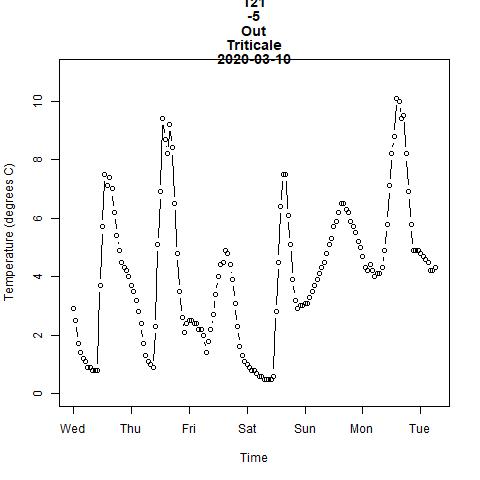 121
-5
Out
Triticale
2020-03-10
Temperature (degrees C)
10
8
6
4
2
0
Wed Thu Fri Sat Sun Mon Tue
Time